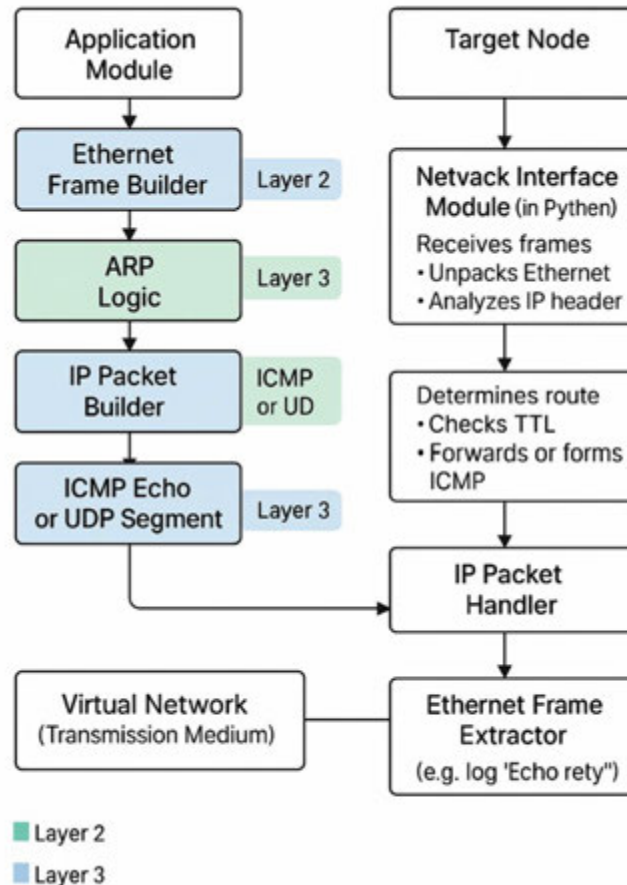 Application
Module
Ethernet
Frame Builder
Layer 2
ARP
Logic
Layer 3
IP Packet
Builder
ICMP
or UD
ICMP Echo
or UDP Segment
Layer 3
Virtual Network
(Transmission Medium)
Target Node
Netvack Interface
Module (in Pythen)
Receives frames
• Unpacks Ethernet
• Analyzes IP header
Determines route
• Checks TTL
• Forwards or forms
ICMP
IP Packet
Handler
Ethernet Frame
Extractor
(e.g. log 'Echo rety")
Layer 2
Layer 3